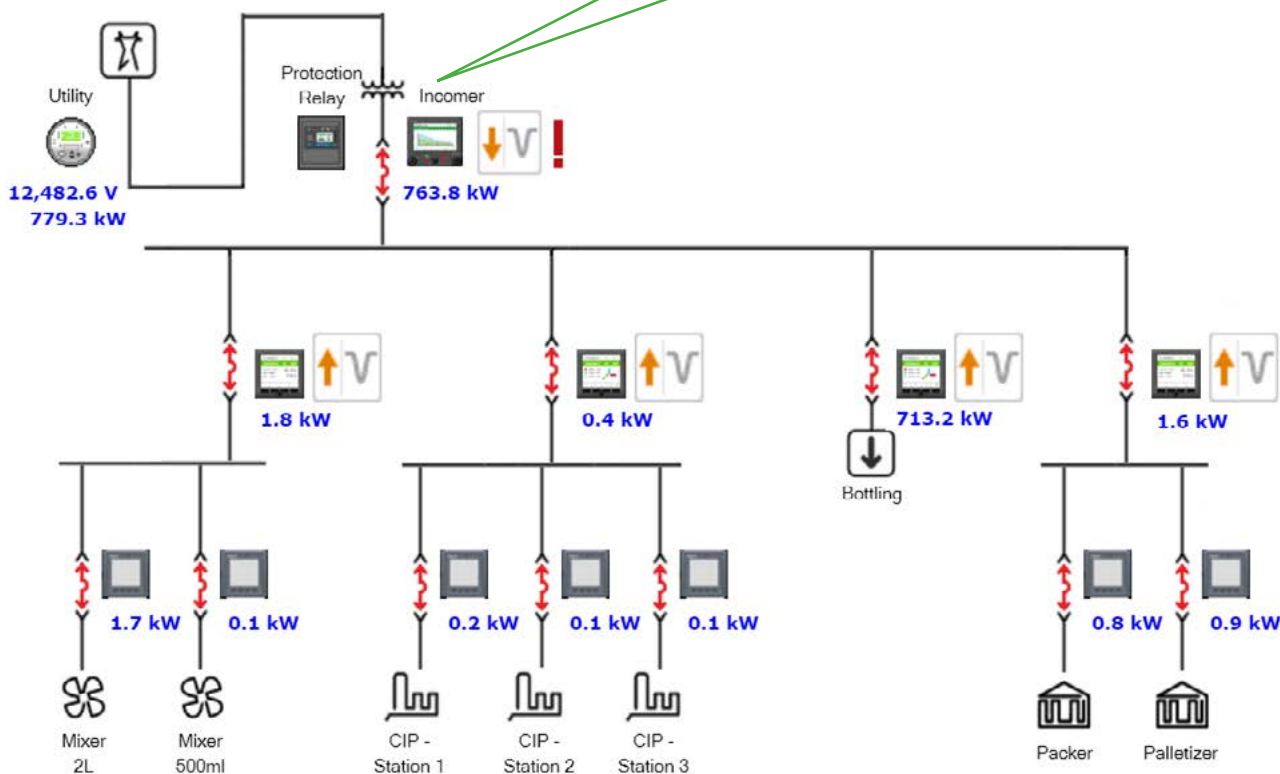 Utility
12,482.6 V
779.3 kW
Protection
Relay
Incomer
763.8 kW
1.8 kW
0.4 kW
713.2 kW
1.6 kW
Bottling
1.7 kW
0.1 kW
0.2 kW
0.1 kW
0.1 kW
0.8 kW
0.9 kW
Mixer
2L
Mixer
500ml
CIP -
Station 1
CIP -
Station 2
CIP -
Station 3
Packer
Palletizer